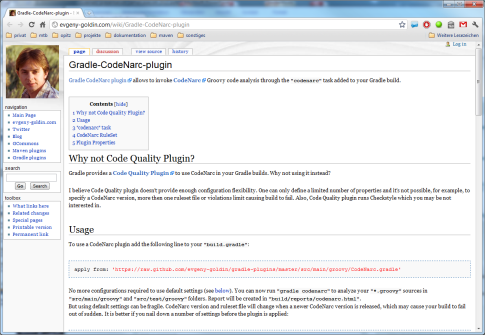 Gradle-CodeNarc-plugin
evgeny-goldin.com/wiki/Gradle-CodeNarc-plugin
privat mtb opitz projekte dokumentation maven sonstiges Weitere Lesezeichen
Log in
page discussion view source history
Gradle-CodeNarc-plugin
Gradle CodeNarc plugin allows to invoke CodeNarc Groovy code analysis through the "codenarc" task added to your Gradle build.
Contents [hide]
1 Why not Code Quality Plugin?
2 Usage
3 "codenarc" task
4 CodeNarc RuleSet
5 Plugin Properties
navigation
Main Page
evgeny-goldin.com
Twitter
Blog
GCommons
Maven plugins
Gradle plugins
search
Go Search
toolbox
What links here
Related changes
Special pages
Printable version
Permanent link
Why not Code Quality Plugin?
Gradle provides a Code Quality Plugin to use CodeNarc in your Gradle builds. Why not using it instead?
I believe Code Quality plugin doesn't provide enough configuration flexibility. One can only define a limited number of properties and it's not possible, for example, to
specify a CodeNarc version, more then one ruleset file or violations limit causing build to fail. Also, Code Quality plugin runs Checkstyle which you may be not
interested in.
Usage
To use a CodeNarc plugin add the following line to your "build.gradle":
apply from: 'https://raw.github.com/evgeny-goldin/gradle-plugins/master/src/main/groovy/CodeNarc.gradle'
No more configurations required to use default settings (see below). You can now run "gradle codenarc" to analyze your "*.groovy" sources in
"src/main/groovy" and "src/test/groovy" folders. Report will be created in "build/reports/codenarc.html".
But using default settings can be fragile. CodeNarc version and ruleset file will change when a newer CodeNarc version is released, which may cause your build to fail
out of sudden. It is better if you nail down a number of settings before the plugin is applied: